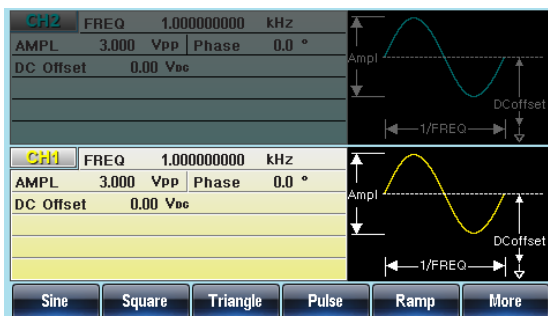 CH2 FREQ 1.000000000 kHz
AMPL 3.000 Vpp Phase 0.0 °
DC Offset 0.00 VDC
Ampl
DCoffset
1/FREQ
CH1 FREQ 1.000000000 kHz
AMPL 3.000 Vpp Phase 0.0 °
DC Offset 0.00 VDC
Ampl
DCoffset
1/FREQ
Sine Square Triangle Pulse Ramp More